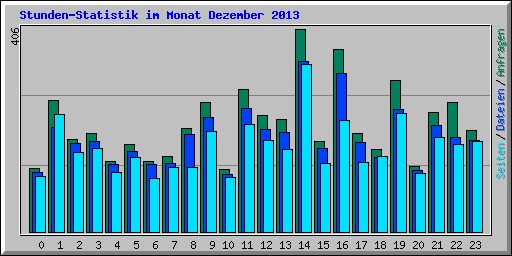 Stunden-Statistik im Monat Dezember 2013
406
Seiten / Dateien / Anfragen
0 1 2 3 4 5 6 7 8 9 10 11 12 13 14 15 16 17 18 19 20 21 22 23